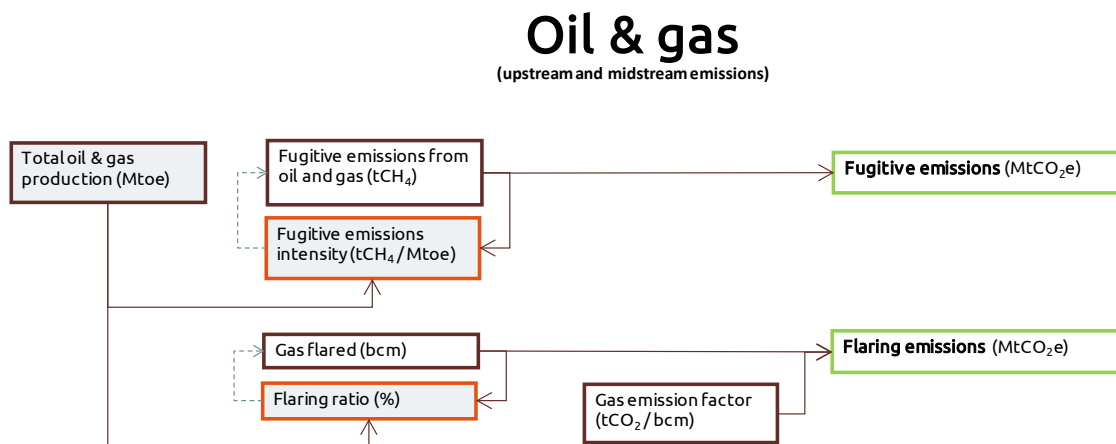 Oil & gas
(upstream and midstream emissions)
Total oil & gas
production (Mtoe)
Fugitive emissions from
oil and gas (tCH₄)
Fugitive emissions (MtCO₂e)
Fugitive emissions
intensity (tCH₄ / Mtoe)
Gas flared (bcm)
Flaring emissions (MtCO₂e)
Flaring ratio (%)
Gas emission factor
(tCO₂ / bcm)